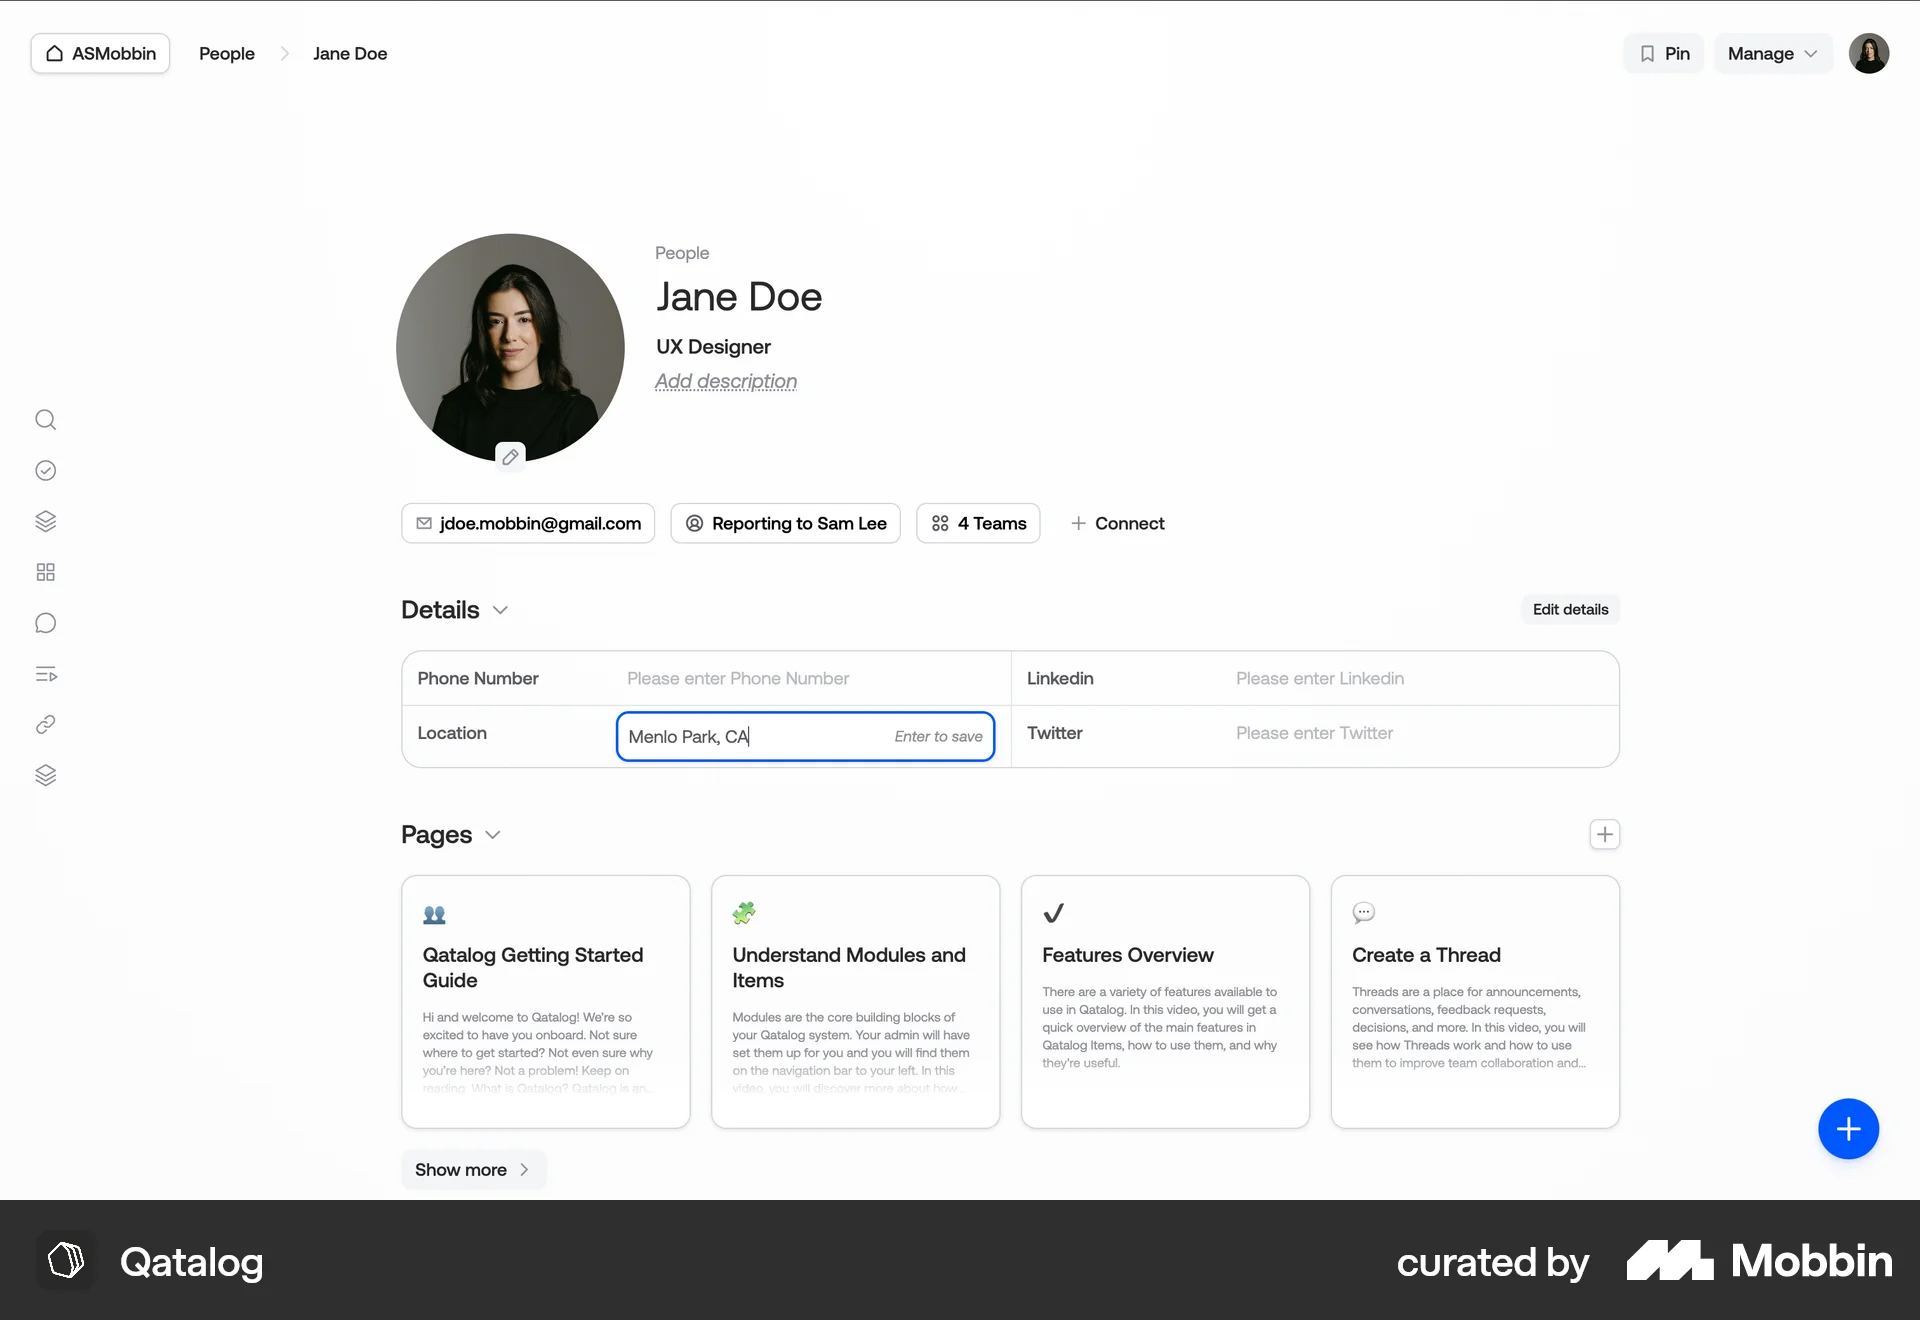 ASMobbin
People
Jane Doe
Pin
Manage
People
Jane Doe
UX Designer
Add description
jdoe.mobbin@gmail.com
Reporting to Sam Lee
4 Teams
Connect
Details
Edit details
Phone Number
Please enter Phone Number
Linkedin
Please enter Linkedin
Location
Menlo Park, CA
Enter to save
Twitter
Please enter Twitter
Pages
Qatalog Getting Started
Guide
Hi and welcome to Qatalog! We're so
excited to have you onboard. Not sure
where to get started? Not even sure why
you're here? Not a problem! Keep on
reading. What is Qatalog? Qatalog is an...
Understand Modules and
Items
Modules are the core building blocks of
your Qatalog system. Your admin will have
set them up for you and you will find them
on the navigation bar to your left. In this
video, you will discover more about how...
Features Overview
There are a variety of features available to
use in Qatalog. In this video, you will get a
quick overview of the main features in
Qatalog Items, how to use them, and why
they're useful.
Create a Thread
Threads are a place for announcements,
conversations, feedback requests,
decisions, and more. In this video, you will
see how Threads work and how to use
them to improve team collaboration and...
Show more
Qatalog
curated by
Mobbin